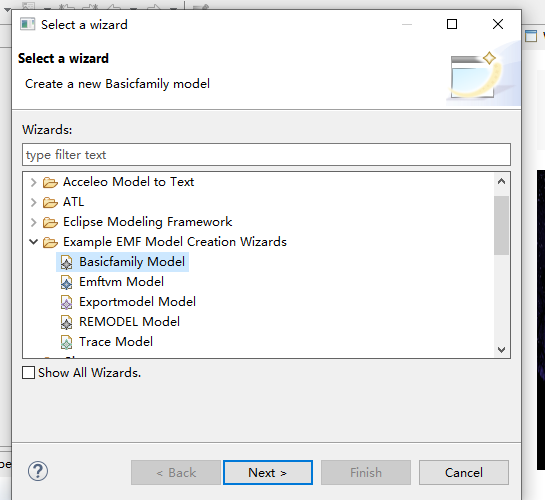 Select a wizard
Select a wizard
Create a new Basicfamily model
Wizards:
type filter text
Acceleo Model to Text
ATL
Eclipse Modeling Framework
Example EMF Model Creation Wizards
Basicfamily Model
Emftvm Model
Exportmodel Model
REMODEL Model
Trace Model
Show All Wizards.
< Back
Next >
Finish
Cancel